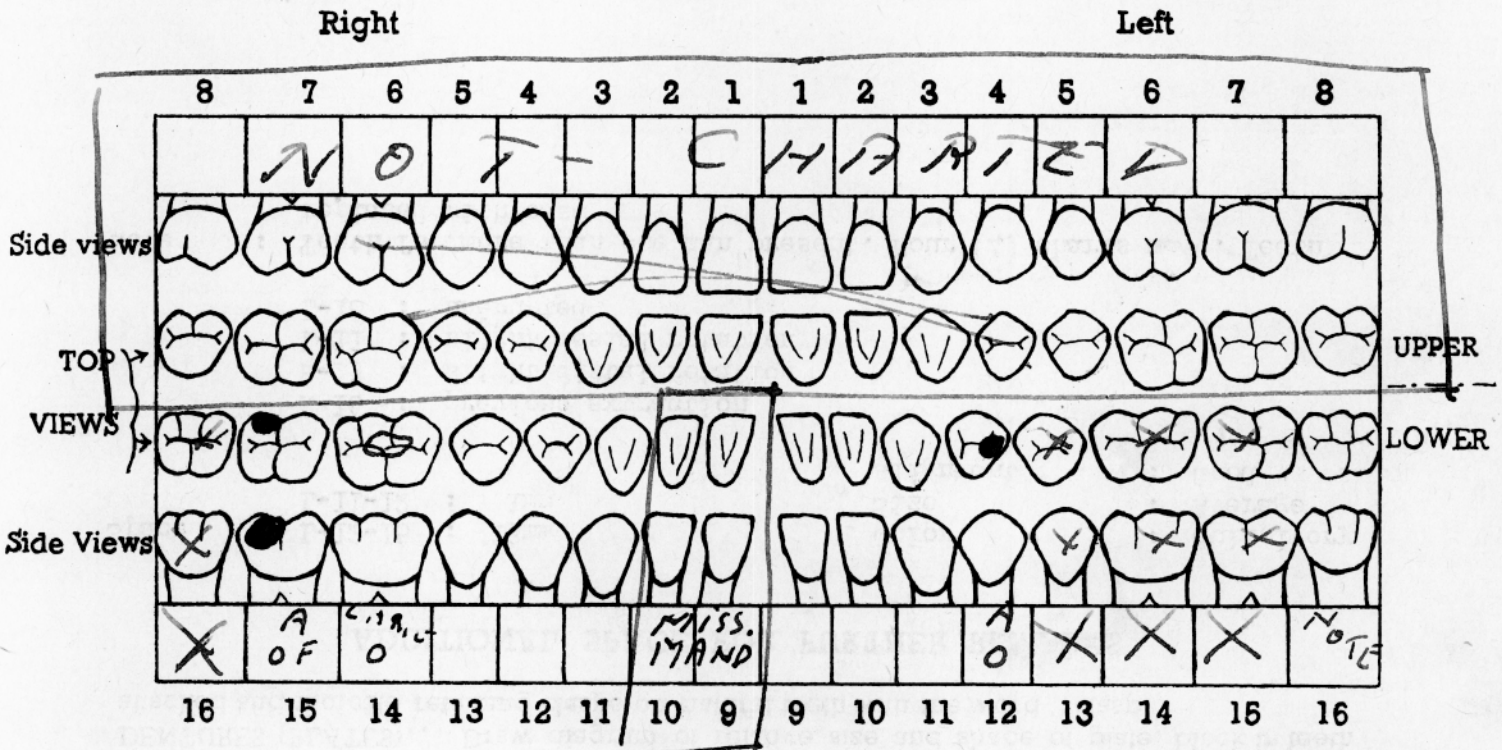 Right Left
8 7 6 5 4 3 2 1 1 2 3 4 5 6 7 8
NOT - CHARTED
Side views
TOP UPPER
VIEWS LOWER
Side Views
X A MISS. A X X X NOTE
OF O MAND O
16 15 14 13 12 11 10 9 9 10 11 12 13 14 15 16